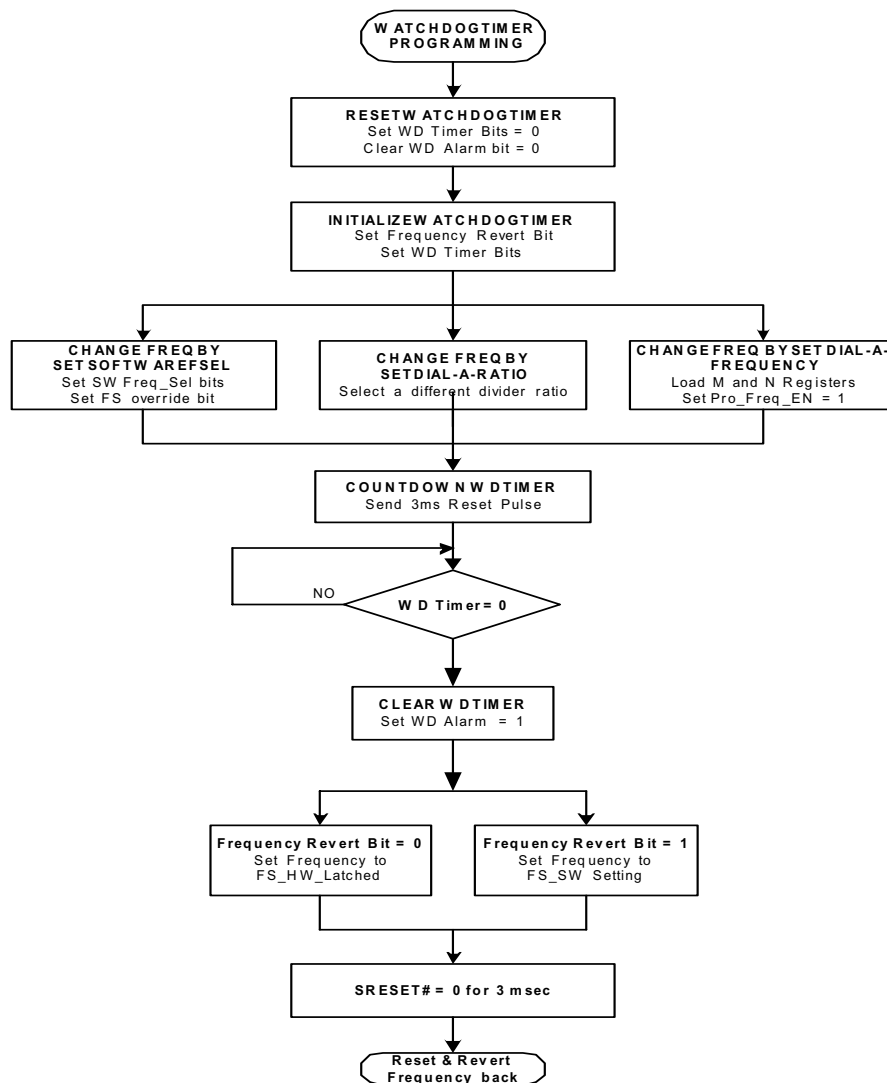 WATCHDOGTIMER
PROGRAMMING
RESETWATCHDOGTIMER
Set WD Timer Bits = 0
Clear WD Alarm bit = 0
INITIALIZEWATCHDOGTIMER
Set Frequency Revert Bit
Set WD Timer Bits
CHANGE FREQ BY
SET SOFTWAREFSEL
Set SW Freq_Sel bits
Set FS override bit
CHANGE FREQ BY
SETDIAL-A-RATIO
Select a different divider ratio
CHANGEFREQ BYSETDIAL-A-
FREQUENCY
Load M and N Registers
Set Pro_Freq_EN = 1
COUNTDOWNWDTIMER
Send 3ms Reset Pulse
NO
WD Timer = 0
CLEARWDTIMER
Set WD Alarm = 1
Frequency Revert Bit = 0
Set Frequency to
FS_HW_Latched
Frequency Revert Bit = 1
Set Frequency to
FS_SW Setting
SRESET# = 0 for 3 msec
Reset & Revert
Frequency back